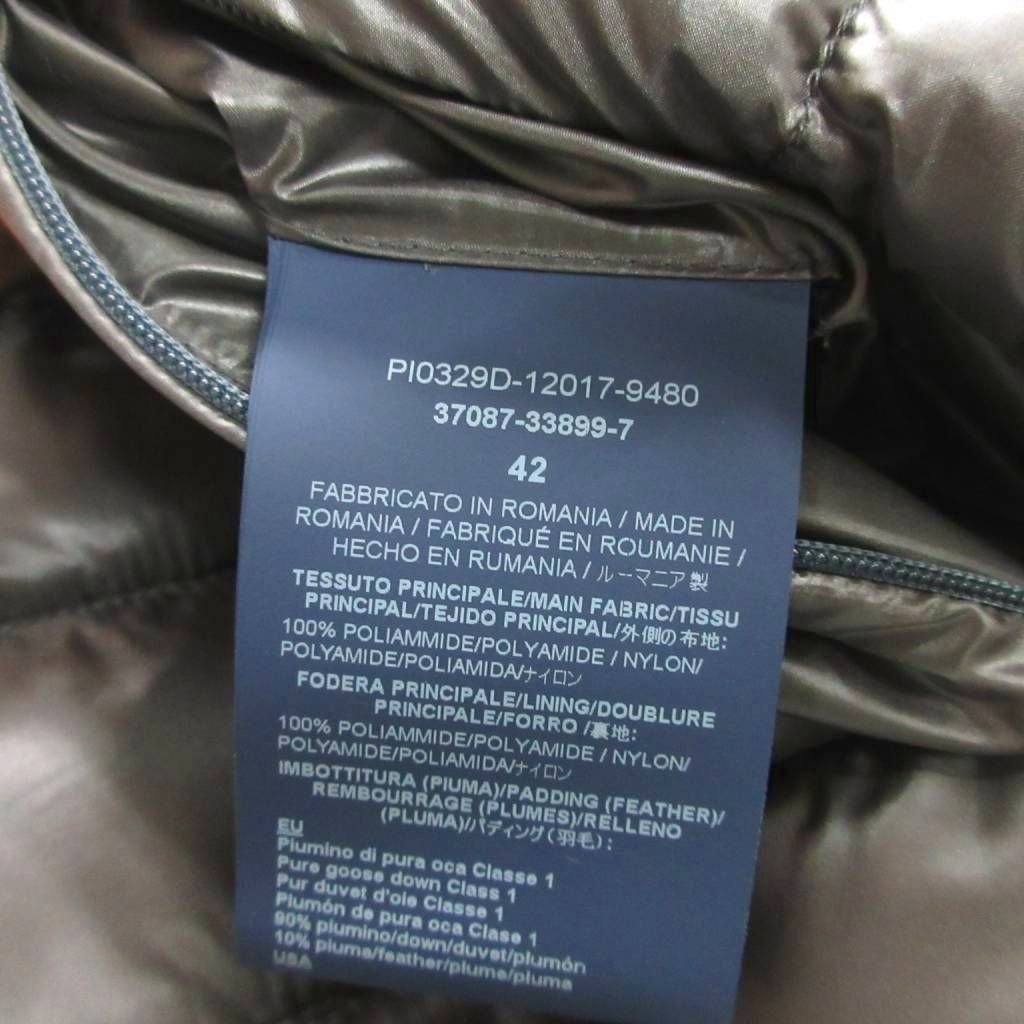 PI0329D-12017-9480
37087-33899-7
42
FABBRICATO IN ROMANIA / MADE IN
ROMANIA / FABRIQUÉ EN ROUMANIE /
HECHO EN RUMANIA / ルーマニア製
TESSUTO PRINCIPALE/MAIN FABRIC/TISSU
PRINCIPAL/TEJIDO PRINCIPAL/外側の布地:
100% POLIAMMIDE/POLYAMIDE / NYLON/
POLYAMIDE/POLIAMIDA/ナイロン
FODERA PRINCIPALE/LINING/DOUBLURE
PRINCIPALE/FORRO /裏地:
100% POLIAMMIDE/POLYAMIDE / NYLON/
POLYAMIDE/POLIAMIDA/ナイロン
IMBOTTITURA (PIUMA)/PADDING (FEATHER)/
REMBOURRAGE (PLUMES)/RELLENO
(PLUMA)/パディング(羽毛):
EU
Piumino di pura oca Classe 1
Pure goose down Class 1
Pur duvet d'oie Classe 1
Plumón de pura oca Clase 1
90% piumino/down/duvet/plumón
10% piuma/feather/plume/pluma
USA